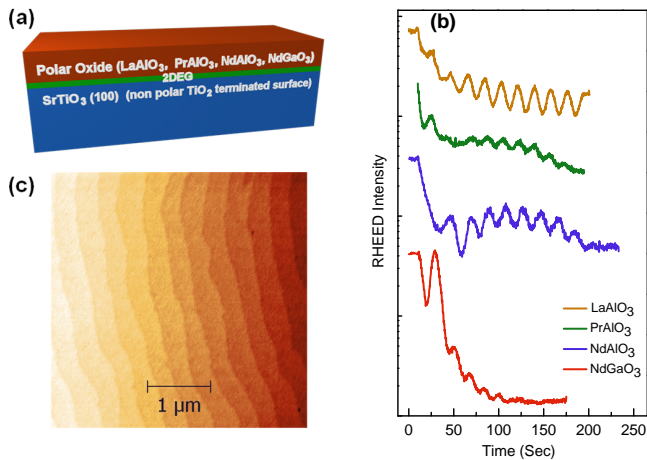 (a)
Polar Oxide (LaAlO3, PrAlO3, NdAlO3, NdGaO3)
2DEG
SrTiO3 (100) (non polar TiO2 terminated surface)
(c)
1 µm
(b)
RHEED Intensity
LaAlO3
PrAlO3
NdAlO3
NdGaO3
0 50 100 150 200 250
Time (Sec)